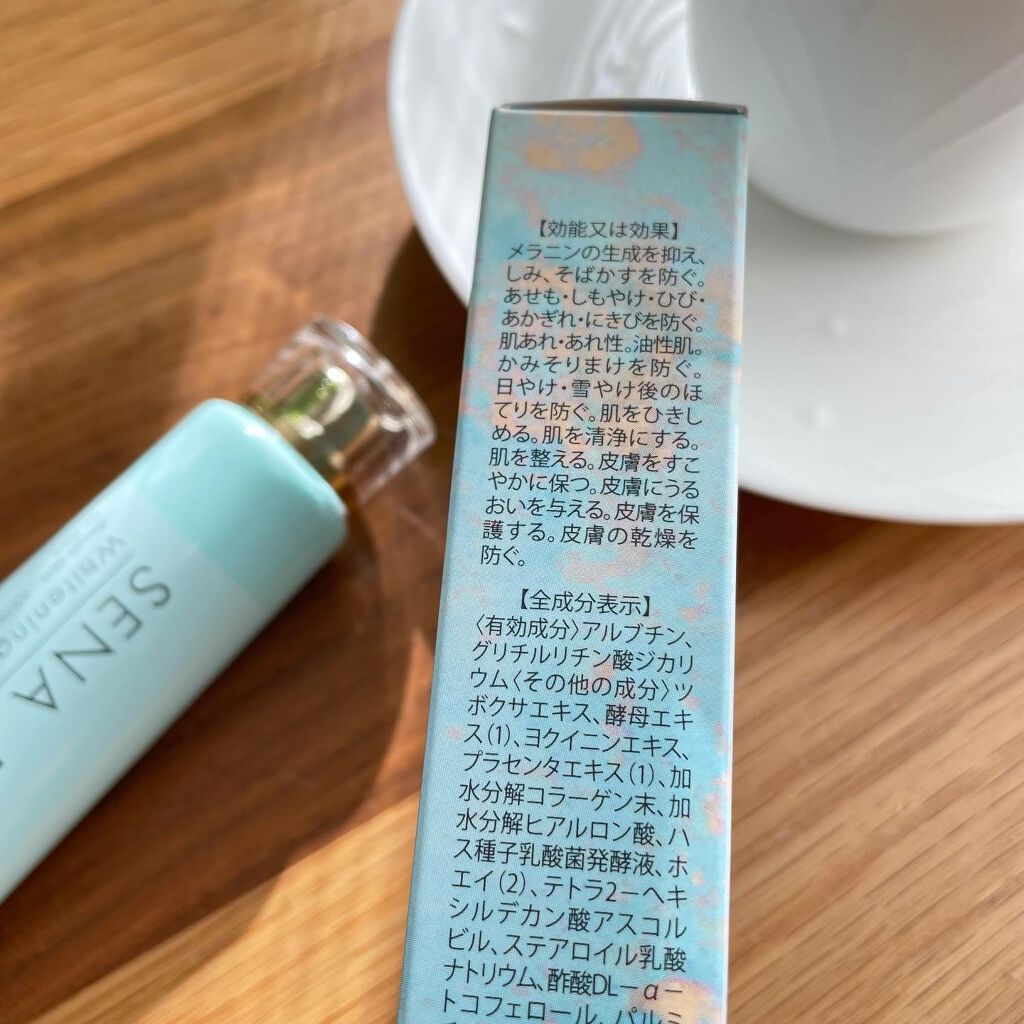 【効能又は効果】
メラニンの生成を抑え、
しみ、そばかすを防ぐ。
あせも・しもやけ・ひび・
あかぎれ・にきびを防ぐ。
肌あれ・あれ性。油性肌。
かみそりまけを防ぐ。
日やけ・雪やけ後のほ
てりを防ぐ。肌をひきし
める。肌を清浄にする。
肌を整える。皮膚をすこ
やかに保つ。皮膚にうる
おいを与える。皮膚を保
護する。皮膚の乾燥を
防ぐ。
【全成分表示】
〈有効成分〉アルブチン、
グリチルリチン酸ジカリ
ウム〈その他の成分〉ツ
ボクサエキス、酵母エキ
ス(1)、ヨクイニンエキス、
プラセンタエキス(1)、加
水分解コラーゲン末、加
水分解ヒアルロン酸、ハ
ス種子乳酸菌発酵液、ホ
エイ(2)、テトラ2－ヘキ
シルデカン酸アスコル
ビル、ステアロイル乳酸
ナトリウム、酢酸DL－α－
トコフェロール、パルミ
SENA
Whitening